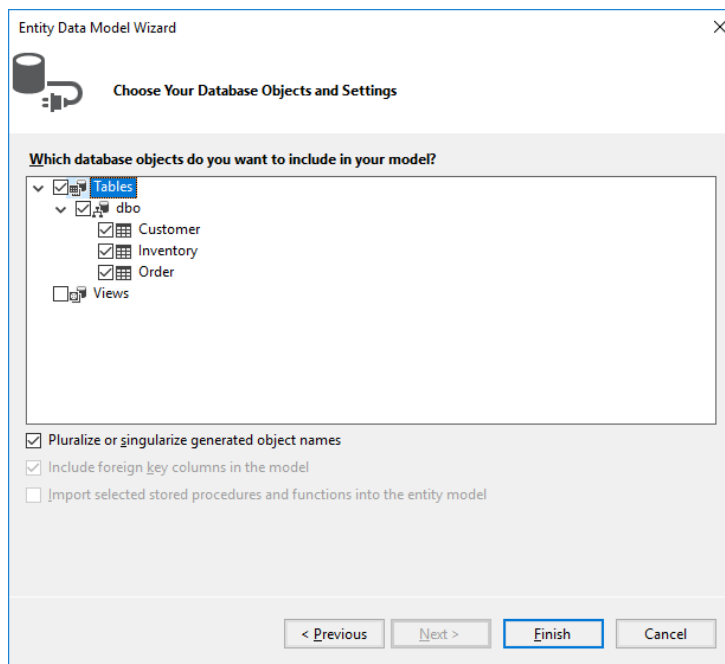 Entity Data Model Wizard
Choose Your Database Objects and Settings
Which database objects do you want to include in your model?
Tables
dbo
Customer
Inventory
Order
Views
Pluralize or singularize generated object names
Include foreign key columns in the model
Import selected stored procedures and functions into the entity model
< Previous
Next >
Finish
Cancel